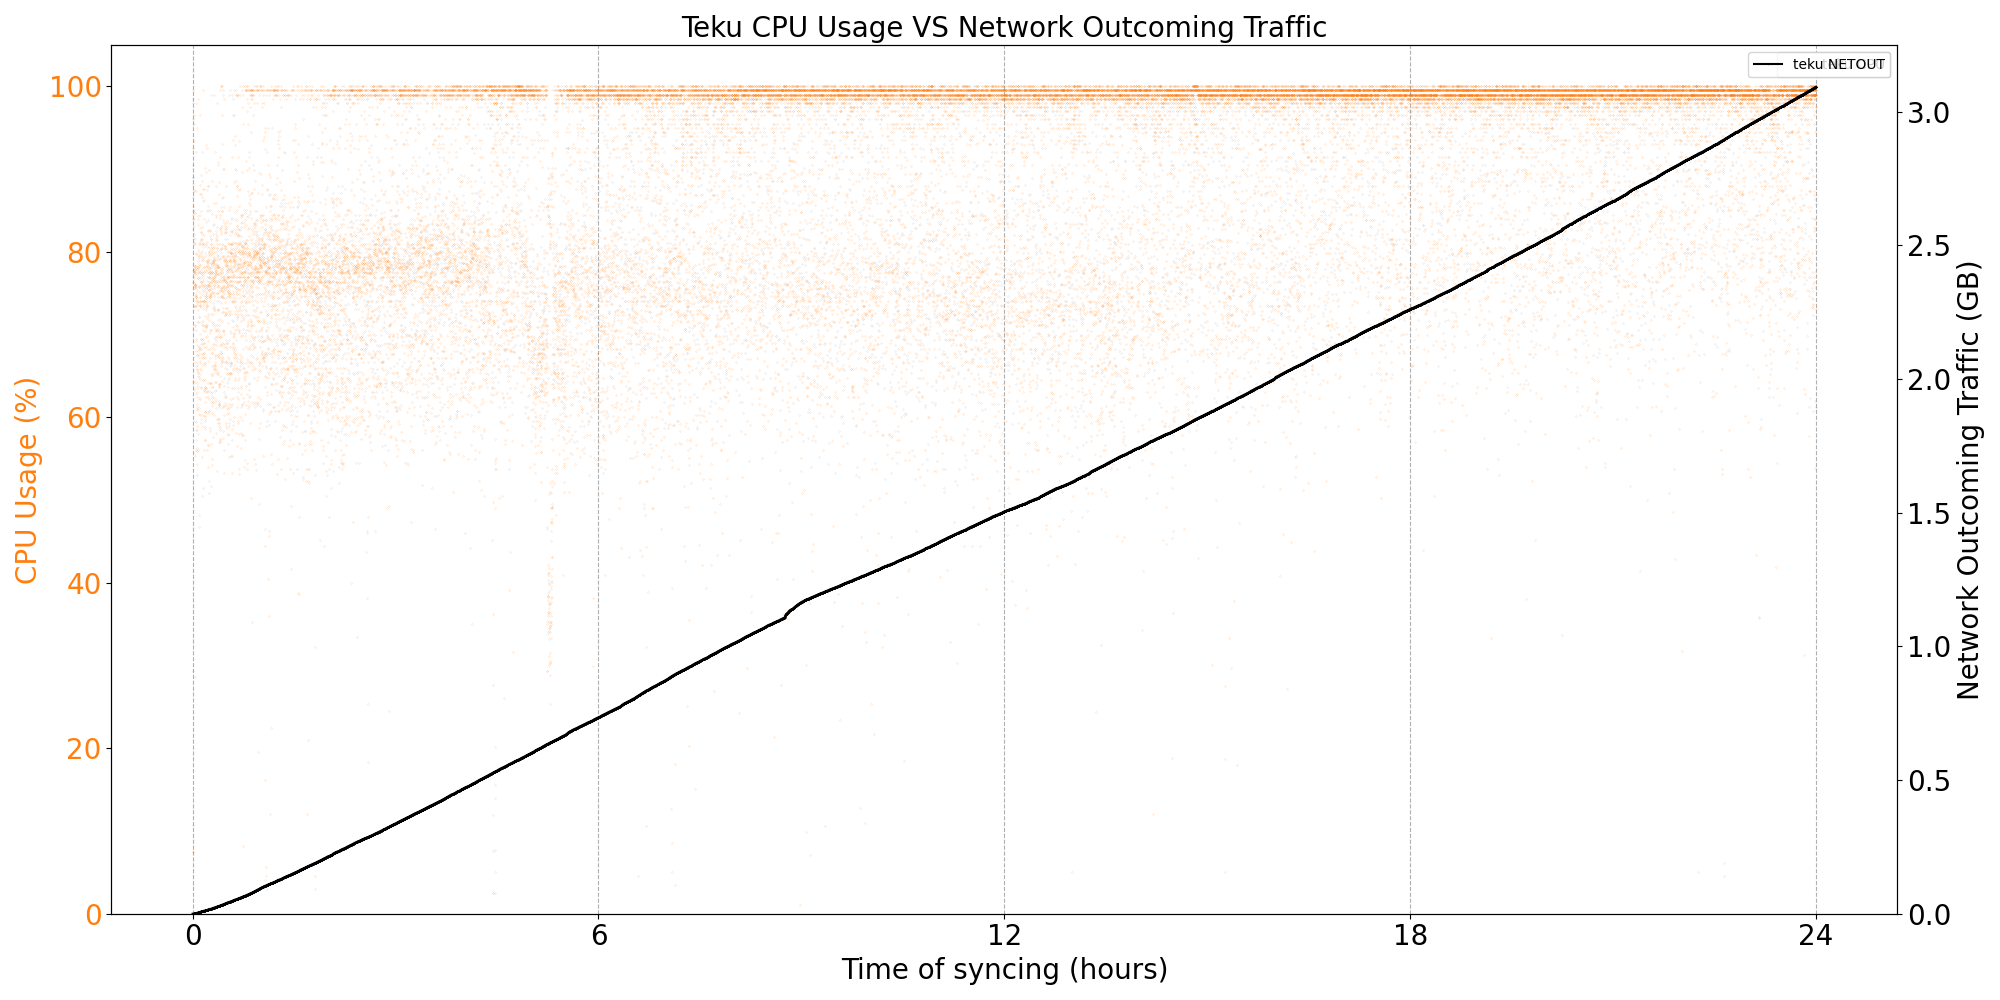 Teku CPU Usage VS Network Outcoming Traffic
teku NETOUT
CPU Usage (%)
100
80
60
40
20
0
3.0
2.5
2.0
1.5
1.0
0.5
0.0
Network Outcoming Traffic (GB)
0 6 12 18 24
Time of syncing (hours)